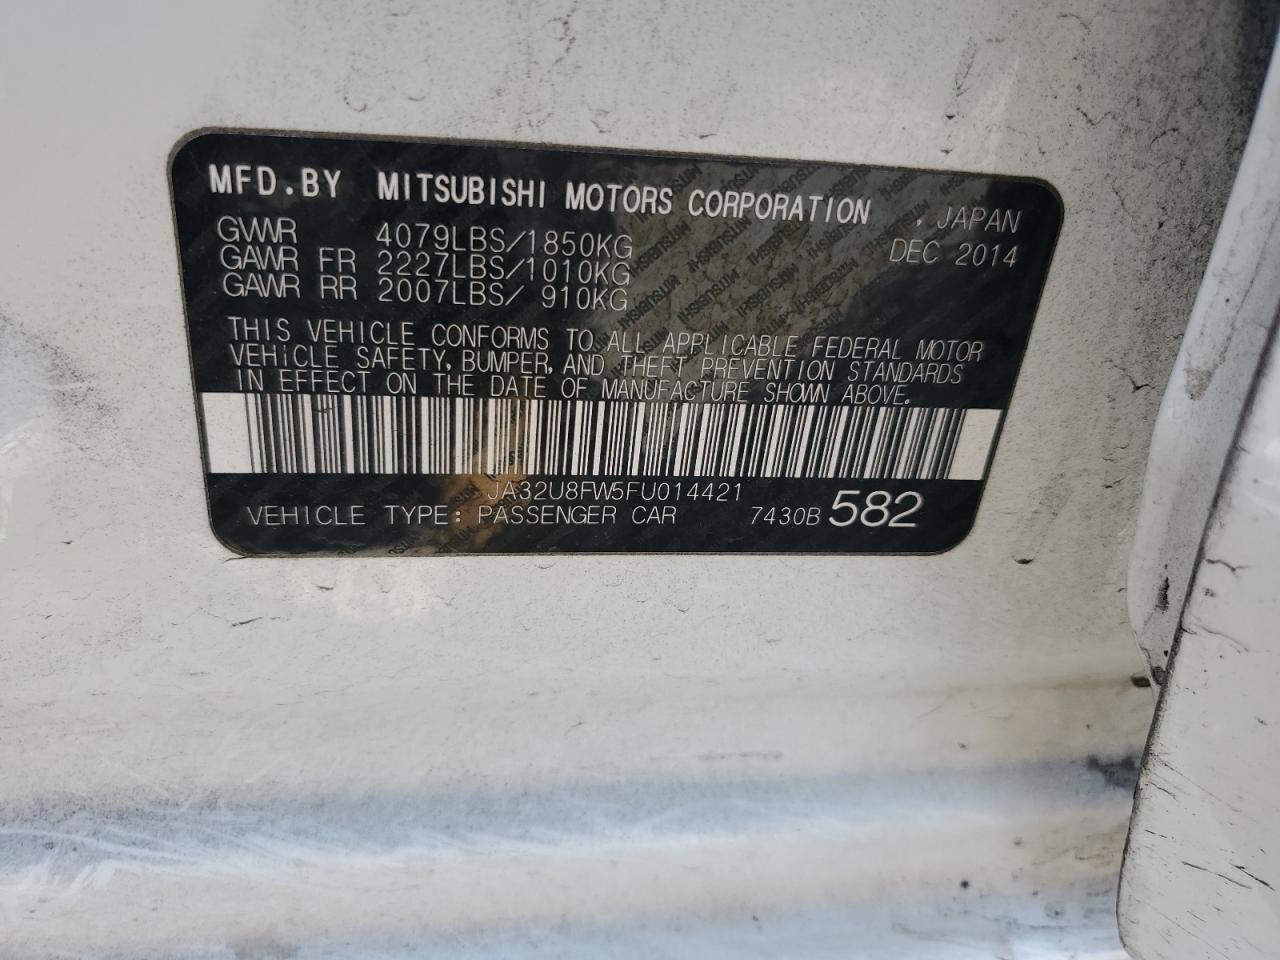 MFD.BY MITSUBISHI MOTORS CORPORATION , JAPAN
GVWR 4079LBS/1850KG DEC 2014
GAWR FR 2227LBS/1010KG
GAWR RR 2007LBS/ 910KG
THIS VEHICLE CONFORMS TO ALL APPLICABLE FEDERAL MOTOR
VEHICLE SAFETY, BUMPER, AND THEFT PREVENTION STANDARDS
IN EFFECT ON THE DATE OF MANUFACTURE SHOWN ABOVE.
JA32U8FW5FU014421
VEHICLE TYPE: PASSENGER CAR 7430B 582